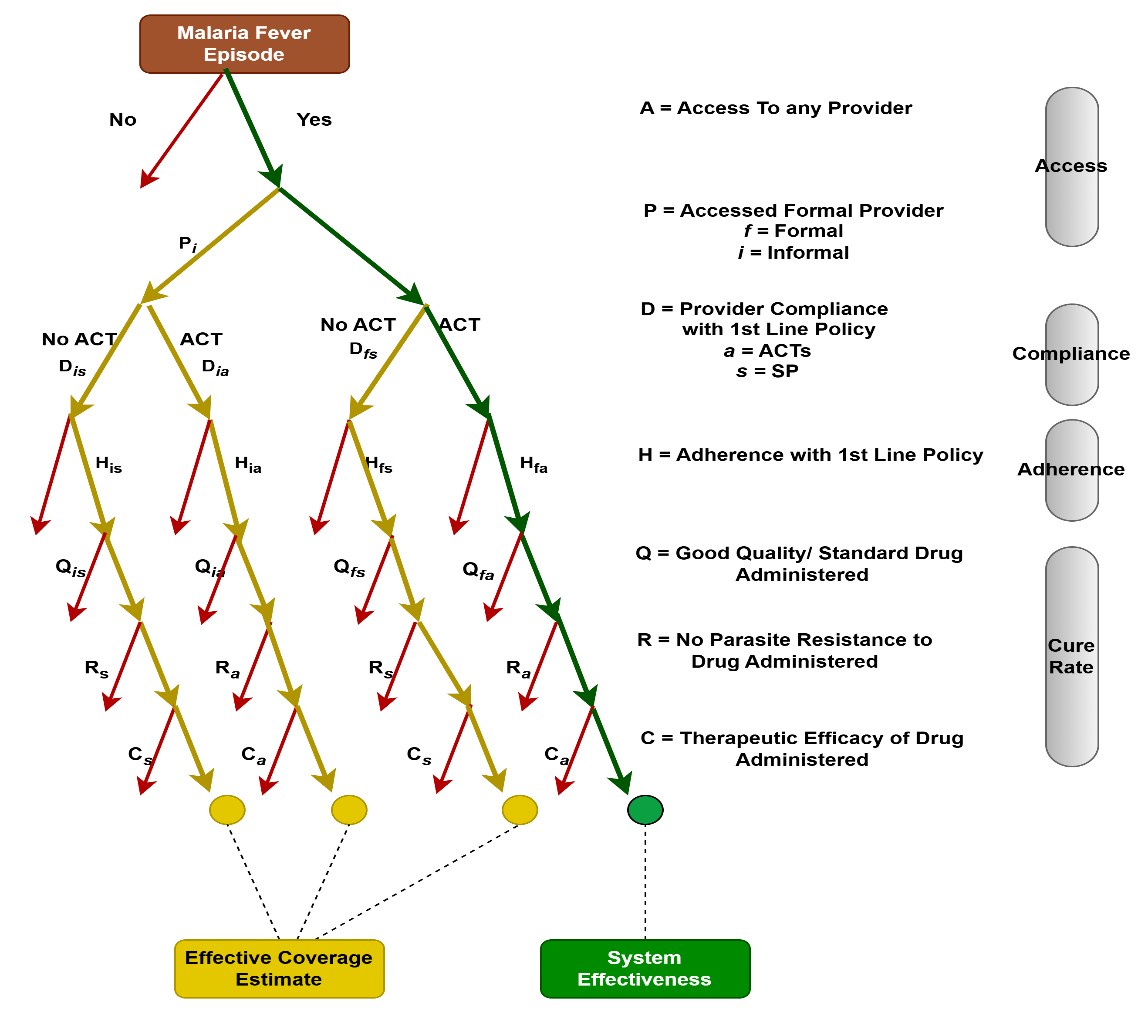 Malaria Fever
Episode
No
Yes
A = Access To any Provider
Access
P = Accessed Formal Provider
f = Formal
i = Informal
Pi
D = Provider Compliance
with 1st Line Policy
a = ACTs
s = SP
Compliance
No ACT
ACT
No ACT
ACT
Dis
Dia
Dfs
H = Adherence with 1st Line Policy
Adherence
His
Hia
Hfs
Hfa
Q = Good Quality/ Standard Drug
Administered
Qis
Qia
Qfs
Qfa
R = No Parasite Resistance to
Drug Administered
Cure
Rate
Rs
Ra
Rs
Ra
C = Therapeutic Efficacy of Drug
Administered
Cs
Ca
Cs
Ca
Effective Coverage
Estimate
System
Effectiveness